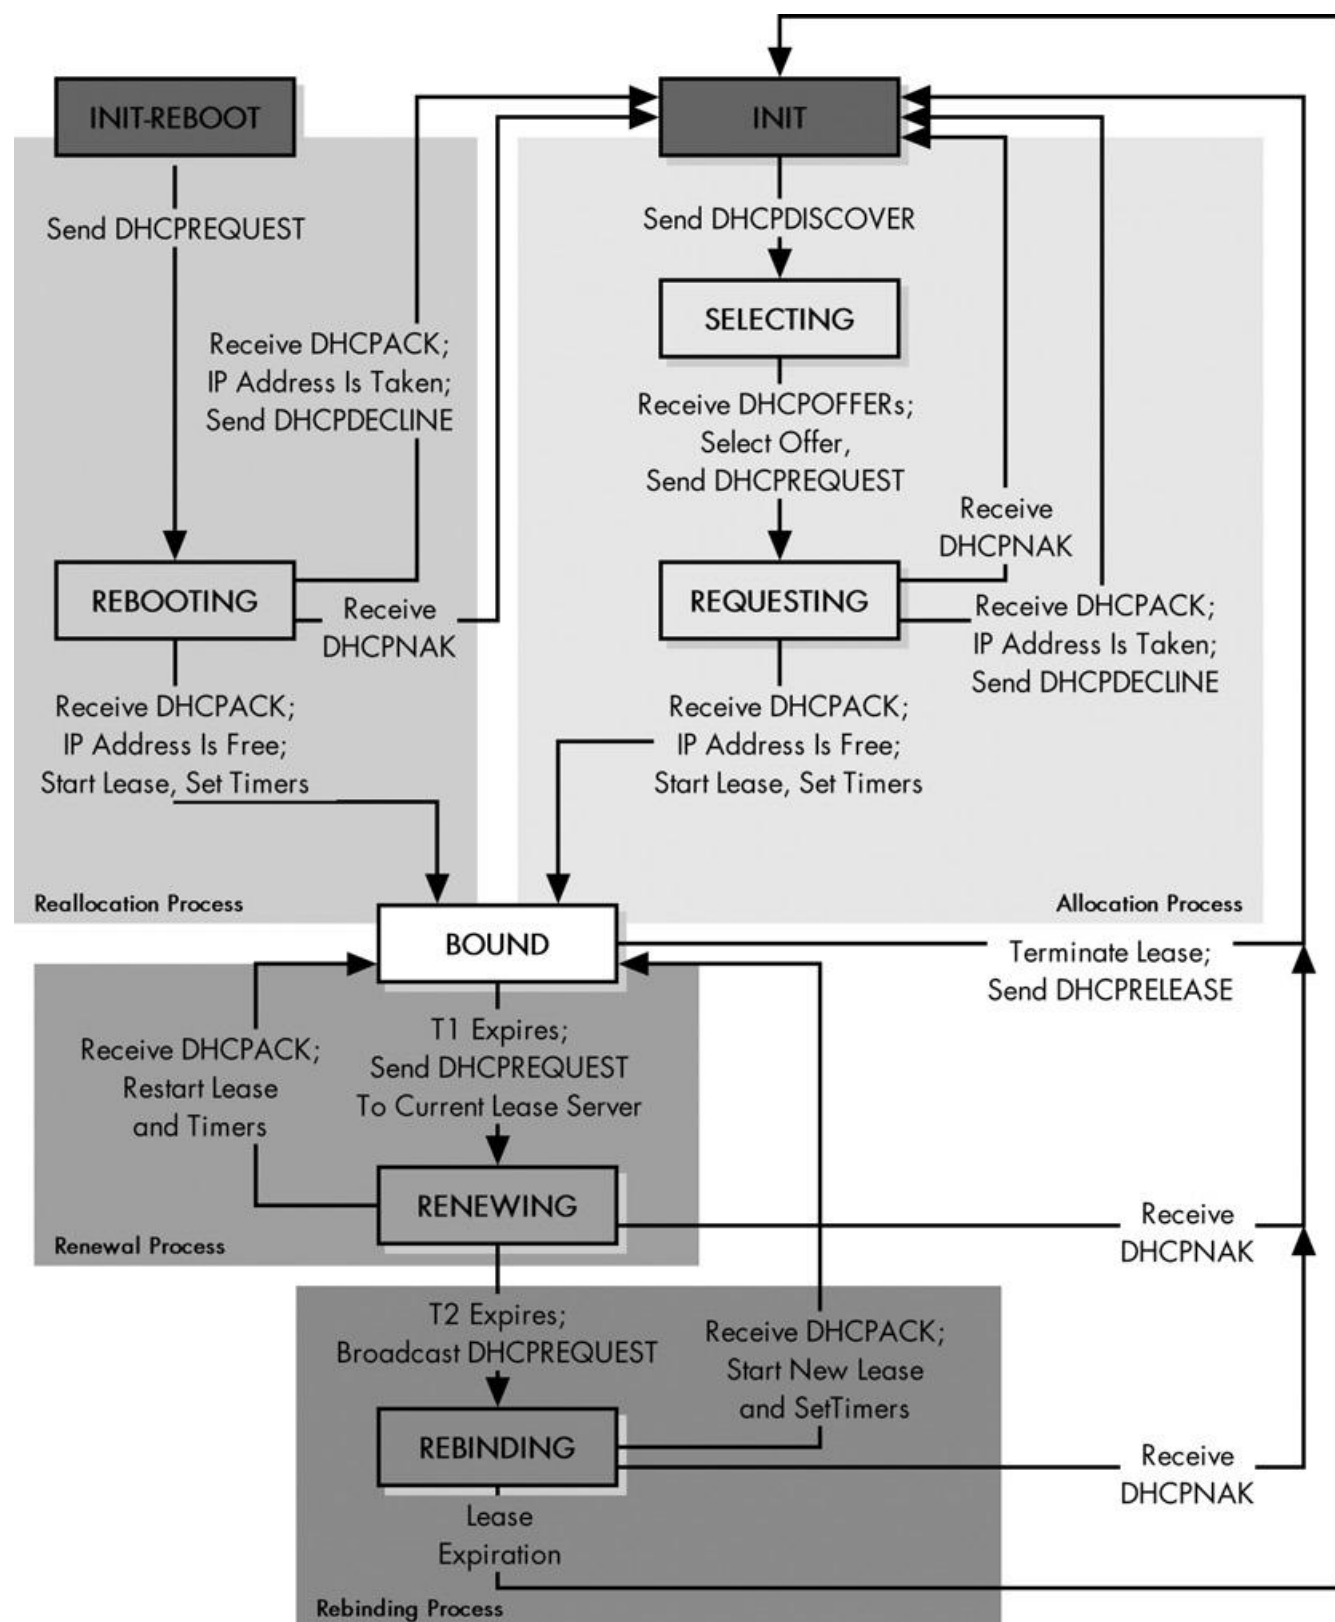 INIT-REBOOT
INIT
Send DHCPREQUEST
Send DHCPDISCOVER
SELECTING
Receive DHCPACK;
IP Address Is Taken;
Send DHCPDECLINE
Receive DHCPOFFERs;
Select Offer,
Send DHCPREQUEST
Receive
DHCPNAK
REBOOTING
Receive
DHCPNAK
REQUESTING
Receive DHCPACK;
IP Address Is Taken;
Send DHCPDECLINE
Receive DHCPACK;
IP Address Is Free;
Start Lease, Set Timers
Receive DHCPACK;
IP Address Is Free;
Start Lease, Set Timers
Reallocation Process
Allocation Process
BOUND
Terminate Lease;
Send DHCPRELEASE
Receive DHCPACK;
Restart Lease
and Timers
T1 Expires;
Send DHCPREQUEST
To Current Lease Server
RENEWING
Receive
DHCPNAK
Renewal Process
T2 Expires;
Broadcast DHCPREQUEST
Receive DHCPACK;
Start New Lease
and SetTimers
REBINDING
Receive
DHCPNAK
Lease
Expiration
Rebinding Process